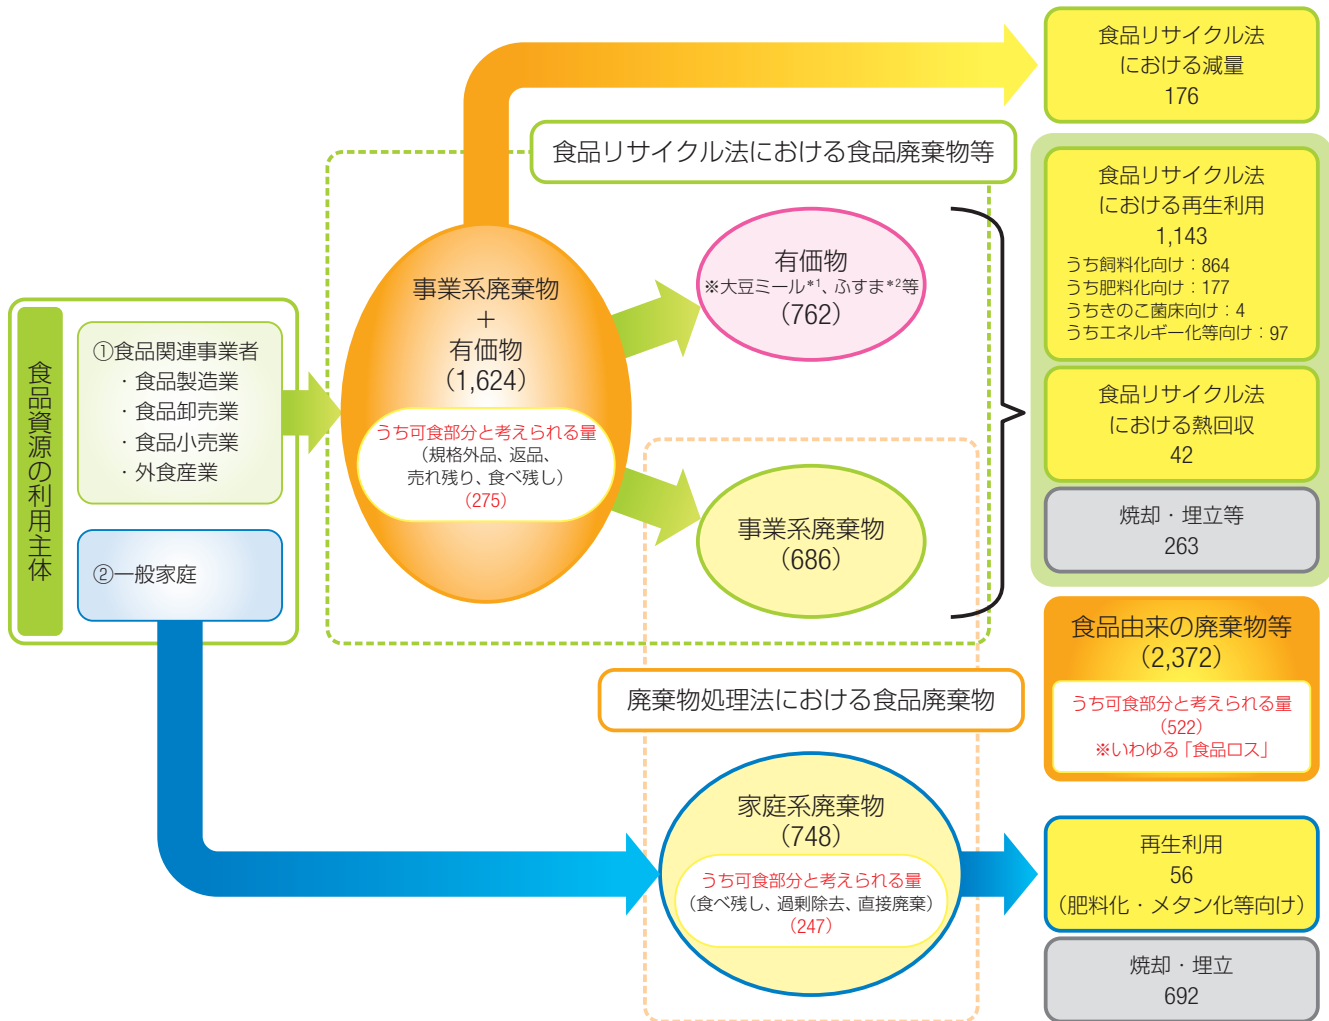 食品資源の利用主体
①食品関連事業者
・食品製造業
・食品卸売業
・食品小売業
・外食産業
②一般家庭
食品リサイクル法における食品廃棄物等
事業系廃棄物
+
有価物
(1,624)
うち可食部分と考えられる量
(規格外品、返品、
売れ残り、食べ残し)
(275)
有価物
※大豆ミール*1、ふすま*2等
(762)
事業系廃棄物
(686)
廃棄物処理法における食品廃棄物
家庭系廃棄物
(748)
うち可食部分と考えられる量
(食べ残し、過剰除去、直接廃棄)
(247)
食品リサイクル法
における減量
176
食品リサイクル法
における再生利用
1,143
うち飼料化向け:864
うち肥料化向け:177
うちきのこ菌床向け:4
うちエネルギー化等向け:97
食品リサイクル法
における熱回収
42
焼却・埋立等
263
食品由来の廃棄物等
(2,372)
うち可食部分と考えられる量
(522)
※いわゆる「食品ロス」
再生利用
56
(肥料化・メタン化等向け)
焼却・埋立
692